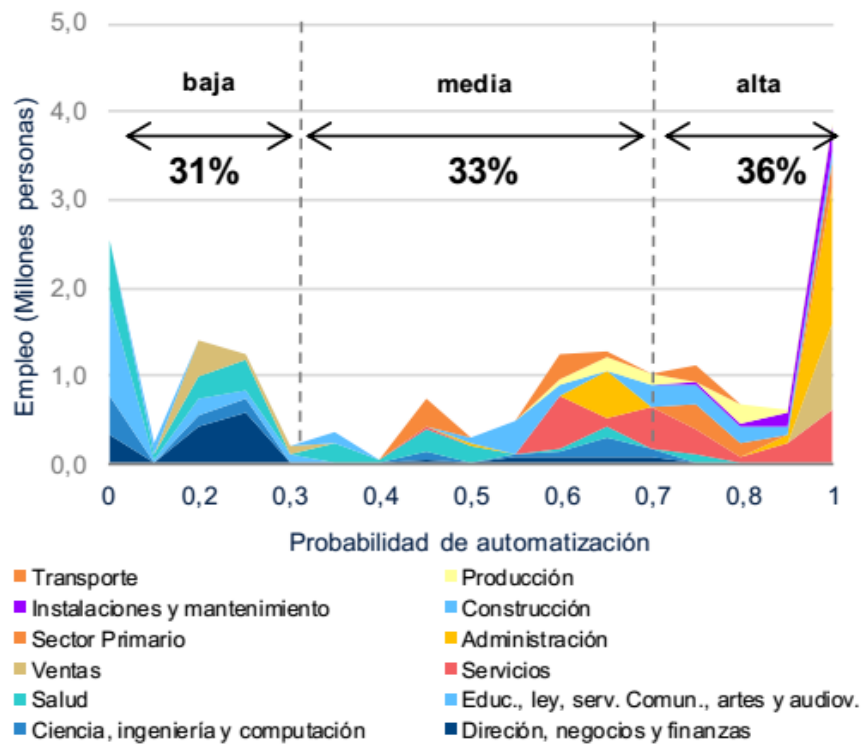 5,0
baja media alta
4,0
31% 33% 36%
3,0
2,0
1,0
0,0
Empleo (Millones personas)
0 0,2 0,3 0,4 0,5 0,6 0,7 0,8 1
Probabilidad de automatización
Transporte Producción
Instalaciones y mantenimiento Construcción
Sector Primario Administración
Ventas Servicios
Salud Educ., ley, serv. Comun., artes y audiov.
Ciencia, ingeniería y computación Direción, negocios y finanzas